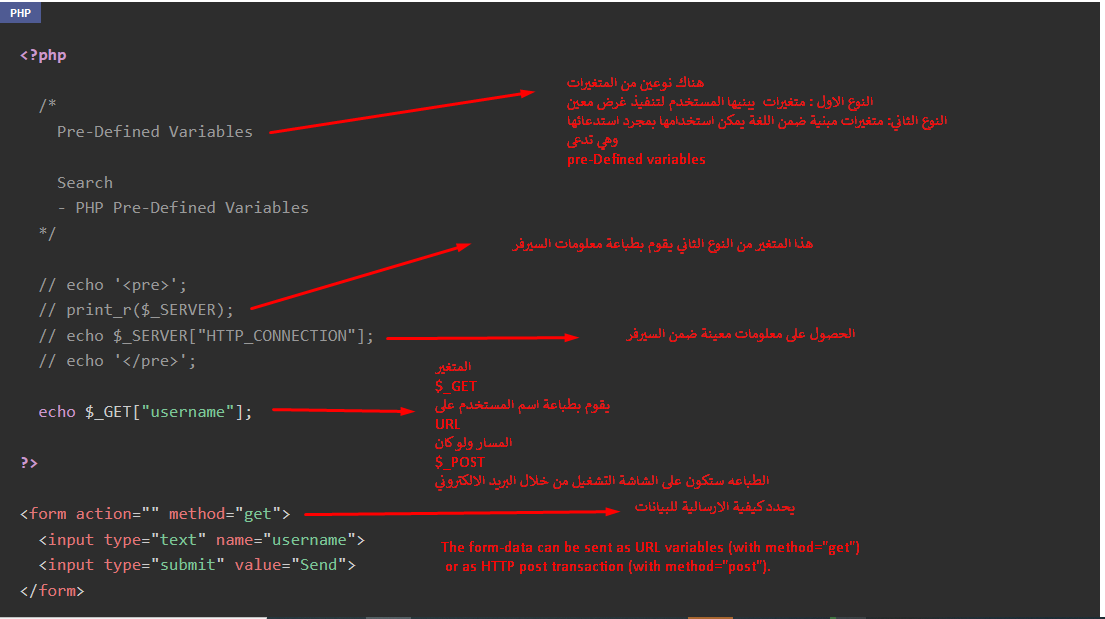 PHP
<?php
/*
Pre-Defined Variables
Search
- PHP Pre-Defined Variables
*/
// echo '<pre>';
// print_r($_SERVER);
// echo $_SERVER["HTTP_CONNECTION"];
// echo '</pre>';
echo $_GET["username"];
?>
<form action="" method="get">
<input type="text" name="username">
<input type="submit" value="Send">
</form>
هناك نوعين من المتغيرات
النوع الاول : متغيرات يبنيها المستخدم لتنفيذ غرض معين
النوع الثاني: متغيرات مبنية ضمن اللغة يمكن استخدامها بمجرد استدعائها
وهي تدعى
pre-Defined variables
هذا المتغير من النوع الثاني يقوم بطباعة معلومات السيرفر
الحصول على معلومات معينة ضمن السيرفر
المتغير
$_GET
يقوم بطباعة اسم المستخدم على
URL
المسار ولو كان
$_POST
الطباعه ستكون على الشاشة التشغيل من خلال البريد الالكتروني
يحدد كيفية الارسالية للبيانات
The form-data can be sent as URL variables (with method="get")
or as HTTP post transaction (with method="post").